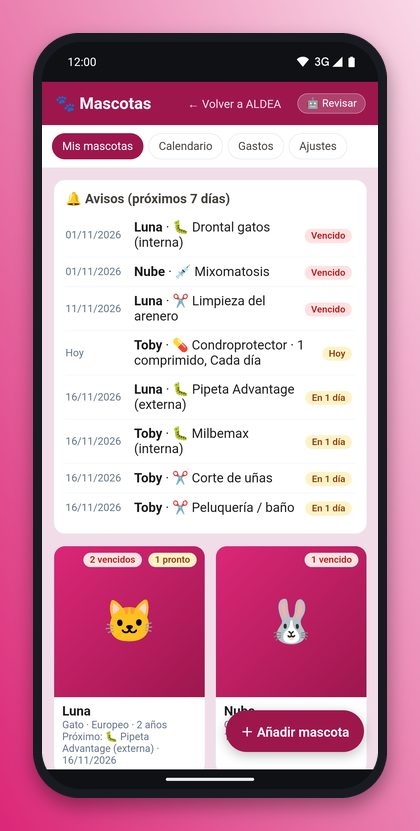 12:00
3G
Mascotas
← Volver a ALDEA
Revisar
Mis mascotas
Calendario
Gastos
Ajustes
Avisos (próximos 7 días)
01/11/2026
Luna · Drontal gatos
(interna)
Vencido
01/11/2026
Nube · Mixomatosis
Vencido
11/11/2026
Luna · Limpieza del
arenero
Vencido
Hoy
Toby · Condroprotector · 1
comprimido, Cada día
Hoy
16/11/2026
Luna · Pipeta Advantage
(externa)
En 1 día
16/11/2026
Toby · Milbemax
(interna)
En 1 día
16/11/2026
Toby · Corte de uñas
En 1 día
16/11/2026
Toby · Peluquería / baño
En 1 día
2 vencidos
1 pronto
1 vencido
Luna
Gato · Europeo · 2 años
Próximo: Pipeta
Advantage (externa) ·
16/11/2026
Nube
+ Añadir mascota